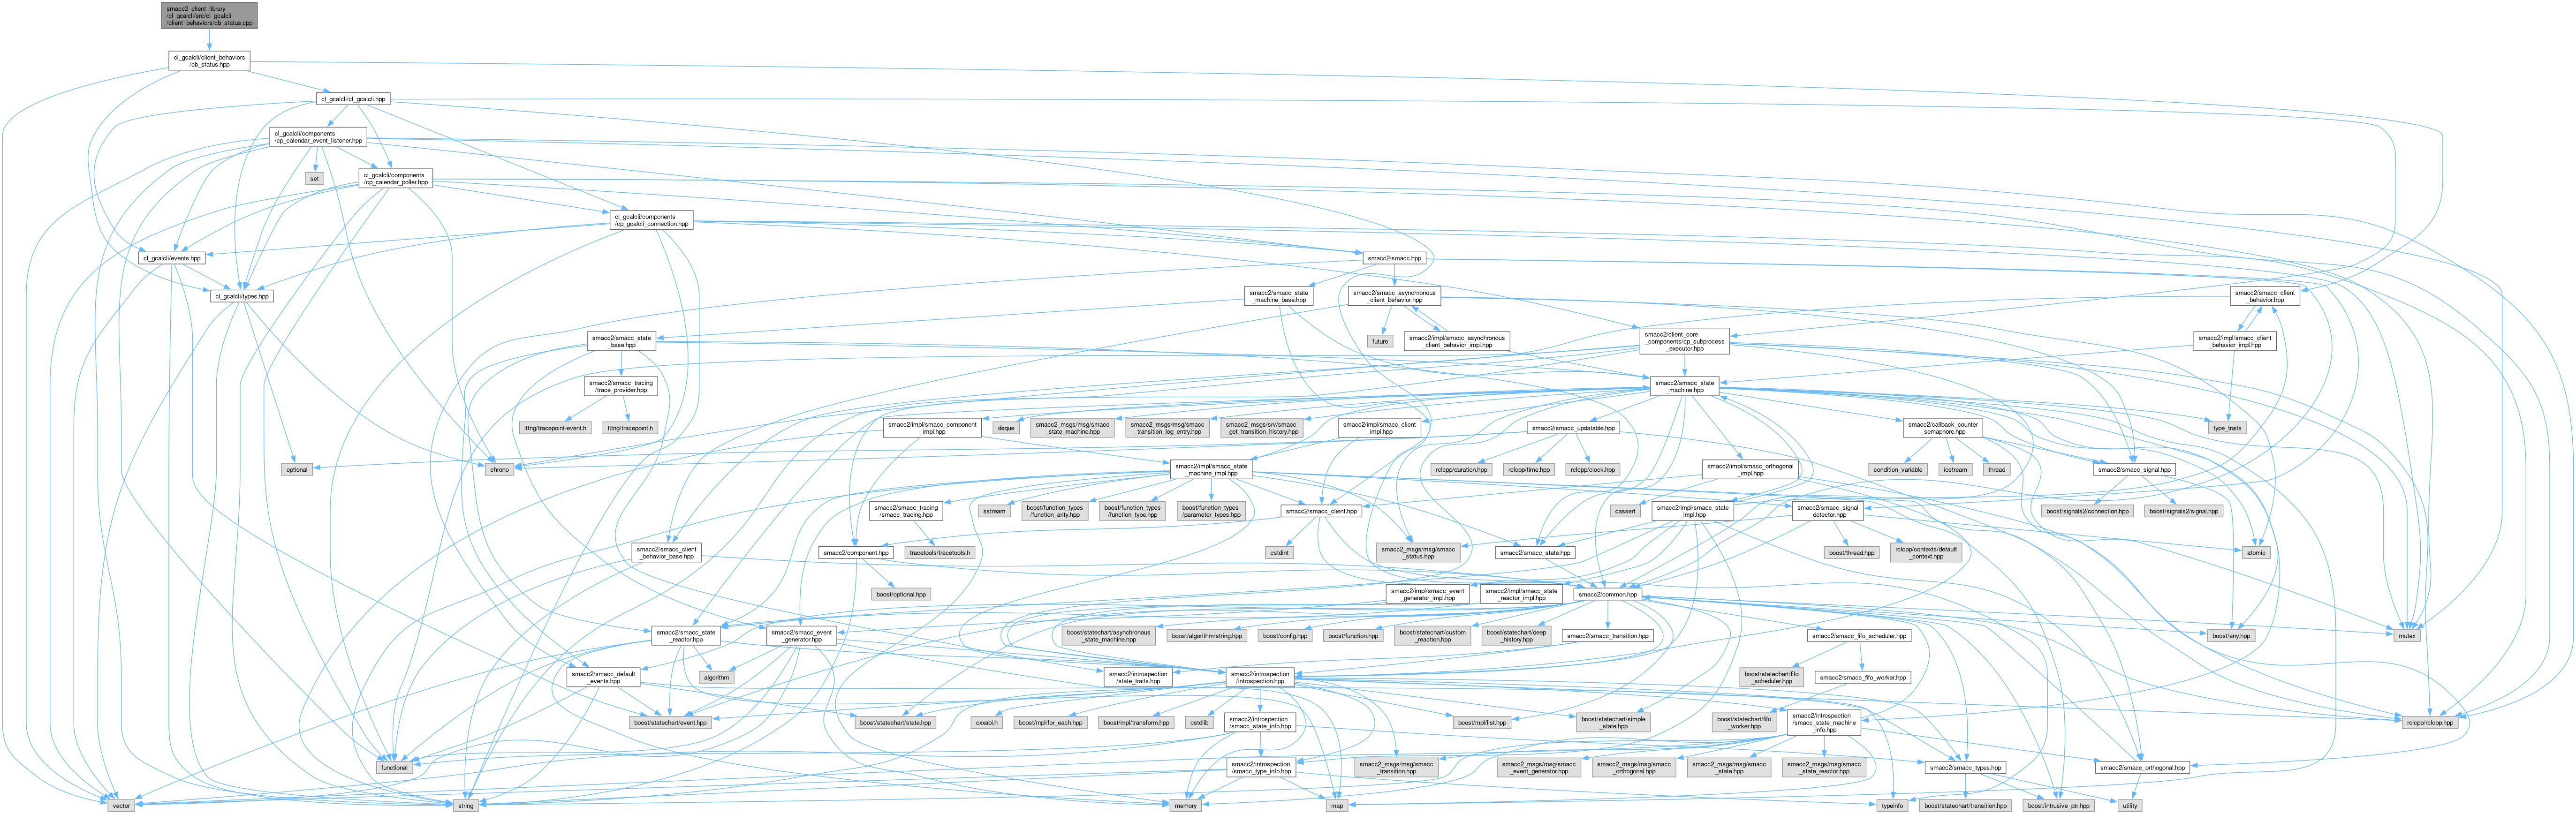 smacc2_client_library
/cl_gcalcli/src/cl_gcalcli
/client_behaviors/cb_status.cpp
cl_gcalcli/client_behaviors
/cb_status.hpp
cl_gcalcli/cl_gcalcli.hpp
cl_gcalcli/components
/cp_calendar_event_listener.hpp
set
cl_gcalcli/components
/cp_calendar_poller.hpp
cl_gcalcli/components
/cp_gcalcli_connection.hpp
cl_gcalcli/events.hpp
smacc2/smacc.hpp
cl_gcalcli/types.hpp
smacc2/smacc_state
_machine_base.hpp
smacc2/smacc_asynchronous
_client_behavior.hpp
smacc2/smacc_client
_behavior.hpp
smacc2/smacc_state
_base.hpp
future
smacc2/impl/smacc_asynchronous
_client_behavior_impl.hpp
smacc2/client_core
_components/cp_subprocess
_executor.hpp
smacc2/impl/smacc_client
_behavior_impl.hpp
smacc2/smacc_tracing
/trace_provider.hpp
smacc2/smacc_state
_machine.hpp
lttng/tracepoint-event.h
lttng/tracepoint.h
smacc2/impl/smacc_component
_impl.hpp
deque
smacc2_msgs/msg/smacc
_state_machine.hpp
smacc2_msgs/msg/smacc
_transition_log_entry.hpp
smacc2_msgs/srv/smacc
_get_transition_history.hpp
smacc2/impl/smacc_client
_impl.hpp
smacc2/smacc_updatable.hpp
smacc2/callback_counter
_semaphore.hpp
type_traits
optional
chrono
smacc2/impl/smacc_state
_machine_impl.hpp
rclcpp/duration.hpp
rclcpp/time.hpp
rclcpp/clock.hpp
smacc2/impl/smacc_orthogonal
_impl.hpp
condition_variable
iostream
thread
smacc2/smacc_signal.hpp
smacc2/smacc_tracing
/smacc_tracing.hpp
sstream
boost/function_types
/function_arity.hpp
boost/function_types
/function_type.hpp
boost/function_types
/parameter_types.hpp
smacc2/smacc_client.hpp
cassert
smacc2/impl/smacc_state
_impl.hpp
smacc2/smacc_signal
_detector.hpp
boost/signals2/connection.hpp
boost/signals2/signal.hpp
smacc2/smacc_client
_behavior_base.hpp
tracetools/tracetools.h
smacc2/component.hpp
cstdint
smacc2_msgs/msg/smacc
_status.hpp
smacc2/smacc_state.hpp
boost/thread.hpp
rclcpp/contexts/default
_context.hpp
atomic
boost/optional.hpp
smacc2/impl/smacc_event
_generator_impl.hpp
smacc2/impl/smacc_state
_reactor_impl.hpp
smacc2/common.hpp
smacc2/smacc_state
_reactor.hpp
smacc2/smacc_event
_generator.hpp
boost/statechart/asynchronous
_state_machine.hpp
boost/algorithm/string.hpp
boost/config.hpp
boost/function.hpp
boost/statechart/custom
_reaction.hpp
boost/statechart/deep
_history.hpp
smacc2/smacc_transition.hpp
smacc2/smacc_fifo_scheduler.hpp
boost/any.hpp
mutex
smacc2/smacc_default
_events.hpp
algorithm
smacc2/introspection
/state_traits.hpp
smacc2/introspection
/introspection.hpp
boost/statechart/fifo
_scheduler.hpp
smacc2/smacc_fifo_worker.hpp
boost/statechart/event.hpp
boost/statechart/state.hpp
cxxabi.h
boost/mpl/for_each.hpp
boost/mpl/transform.hpp
cstdlib
smacc2/introspection
/smacc_state_info.hpp
boost/mpl/list.hpp
boost/statechart/simple
_state.hpp
boost/statechart/fifo
_worker.hpp
smacc2/introspection
/smacc_state_machine
_info.hpp
rclcpp/rclcpp.hpp
functional
smacc2/introspection
/smacc_type_info.hpp
smacc2_msgs/msg/smacc
_transition.hpp
smacc2_msgs/msg/smacc
_event_generator.hpp
smacc2_msgs/msg/smacc
_orthogonal.hpp
smacc2_msgs/msg/smacc
_state.hpp
smacc2_msgs/msg/smacc
_state_reactor.hpp
smacc2/smacc_types.hpp
smacc2/smacc_orthogonal.hpp
vector
string
memory
map
typeinfo
boost/statechart/transition.hpp
boost/intrusive_ptr.hpp
utility